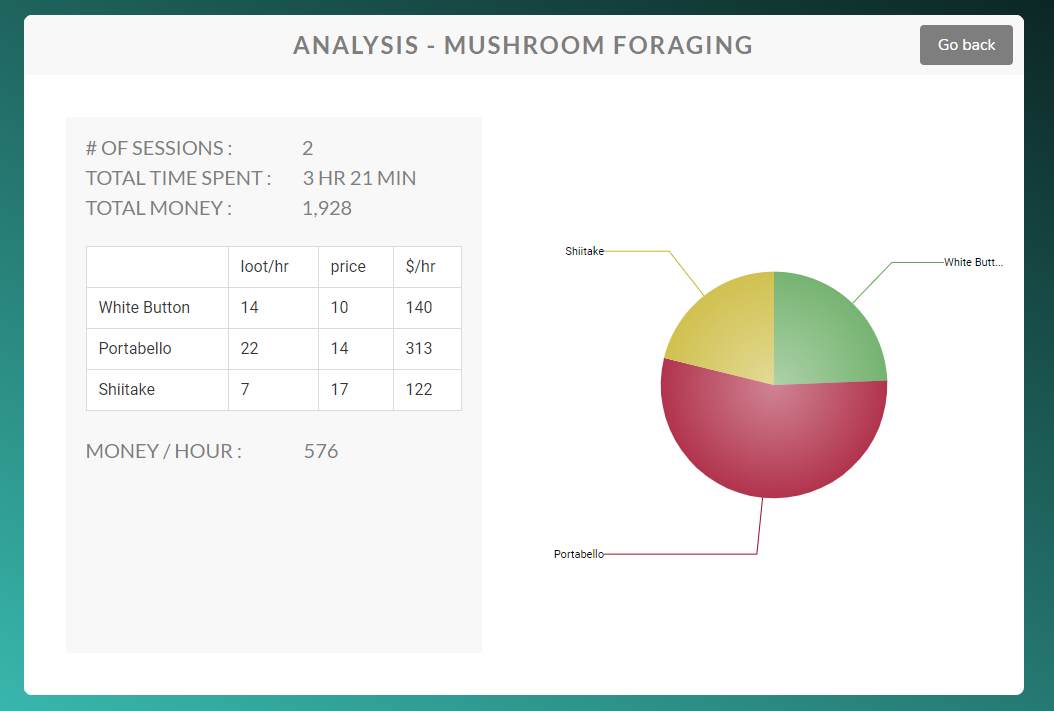 ANALYSIS - MUSHROOM FORAGING
Go back
# OF SESSIONS : 2
TOTAL TIME SPENT : 3 HR 21 MIN
TOTAL MONEY : 1,928
loot/hr price $/hr
White Button 14 10 140
Portabello 22 14 313
Shiitake 7 17 122
MONEY / HOUR : 576
Shiitake
White Butt...
Portabello